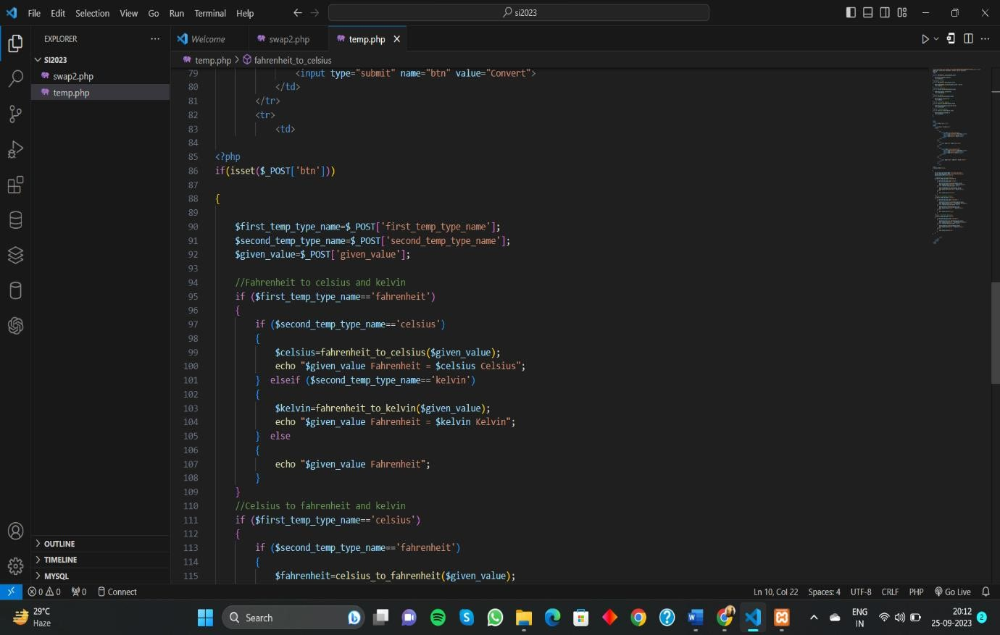 File Edit Selection View Go Run Terminal Help
si2023
EXPLORER
Welcome
swap2.php
temp.php
SI2023
swap2.php
temp.php
temp.php > fahrenheit_to_celsius
79 <input type="submit" name="btn" value="Convert">
80 </td>
81 </tr>
82 <tr>
83 <td>
84
85 <?php
86 if(isset($_POST['btn']))
87
88 {
89
90 $first_temp_type_name=$_POST['first_temp_type_name'];
91 $second_temp_type_name=$_POST['second_temp_type_name'];
92 $given_value=$_POST['given_value'];
93
94 //Fahrenheit to celsius and kelvin
95 if ($first_temp_type_name=='fahrenheit')
96 {
97 if ($second_temp_type_name=='celsius')
98 {
99 $celsius=fahrenheit_to_celsius($given_value);
100 echo "$given_value Fahrenheit = $celsius Celsius";
101 } elseif ($second_temp_type_name=='kelvin')
102 {
103 $kelvin=fahrenheit_to_kelvin($given_value);
104 echo "$given_value Fahrenheit = $kelvin Kelvin";
105 } else
106 {
107 echo "$given_value Fahrenheit";
108 }
109 }
110 //Celsius to fahrenheit and kelvin
111 if ($first_temp_type_name=='celsius')
112 {
113 if ($second_temp_type_name=='fahrenheit')
114 {
115 $fahrenheit=celsius_to_fahrenheit($given_value);
OUTLINE
TIMELINE
MYSQL
0 0 0 Connect
Ln 10, Col 22 Spaces: 4 UTF-8 CRLF PHP Go Live
29°C
Haze
Search
ENG
IN
20:12
25-09-2023
2